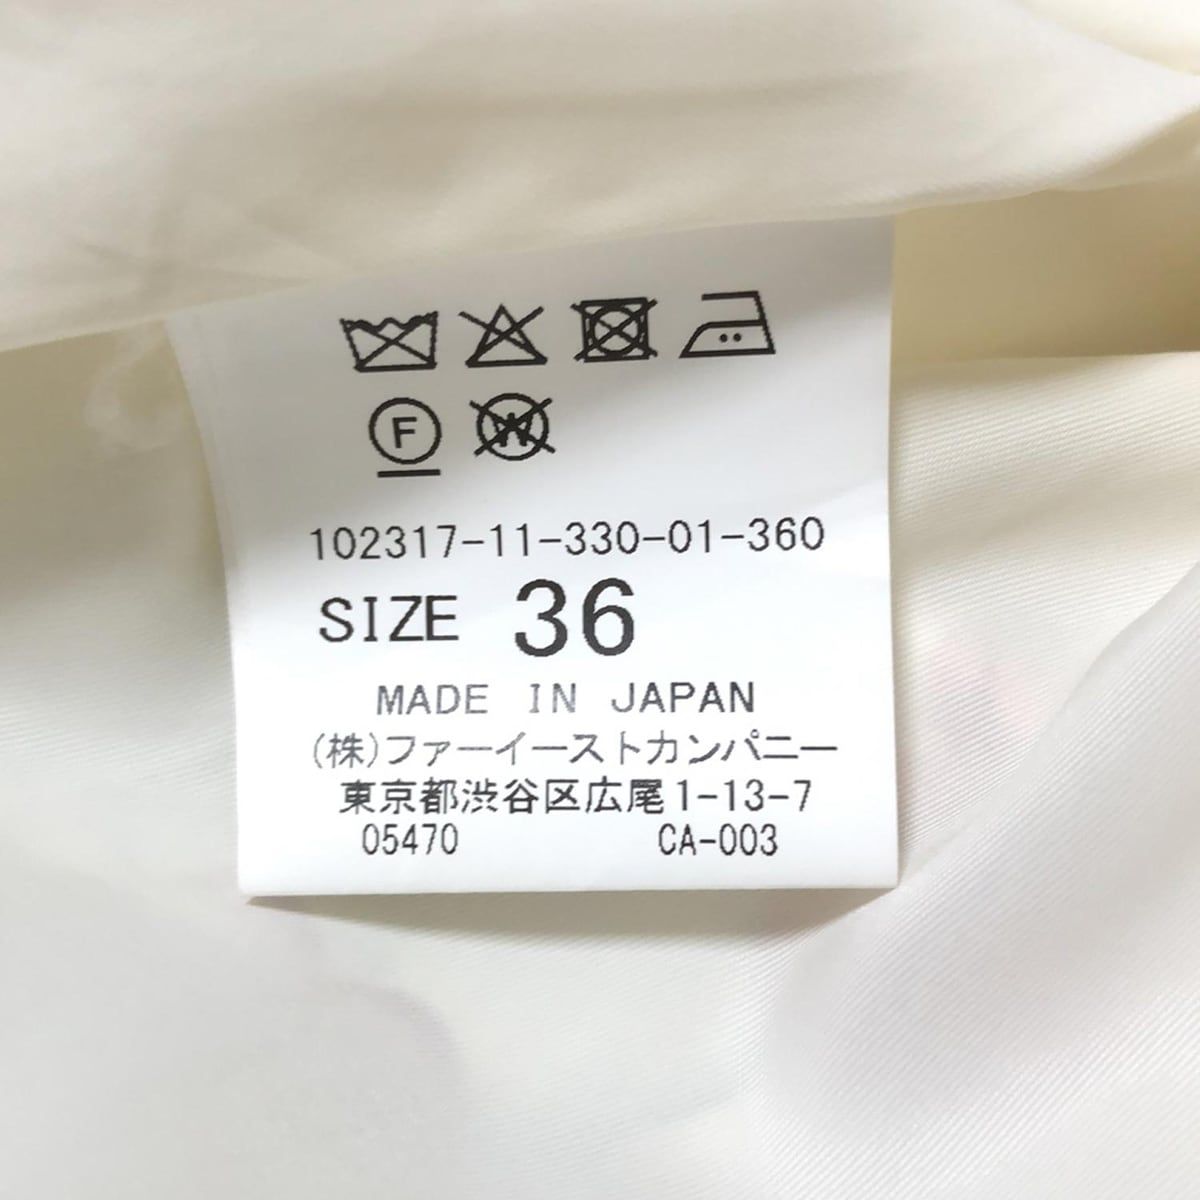 F W
102317-11-330-01-360
SIZE 36
MADE IN JAPAN
(株)ファーイーストカンパニー
東京都渋谷区広尾1-13-7
05470 CA-003